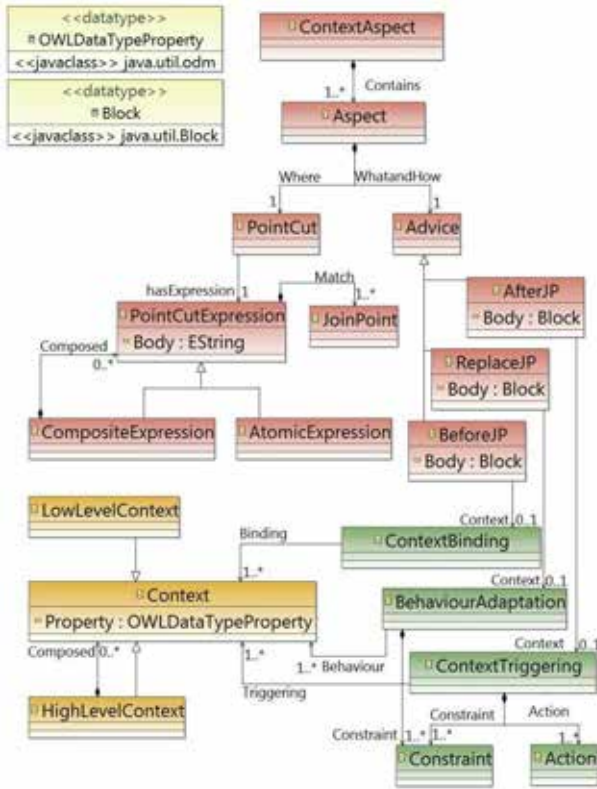 <<datatype>>
OWLDataTypeProperty
<<javaclass>> java.util.odm
<<datatype>>
Block
<<javaclass>> java.util.Block
ContextAspect
Contains
1..*
Aspect
Where
WhatandHow
1
1
PointCut
Advice
hasExpression
1
Match
1..*
PointCutExpression
Body : EString
JoinPoint
AfterJP
Body : Block
Composed
0..*
ReplaceJP
Body : Block
CompositeExpression
AtomicExpression
BeforeJP
Body : Block
LowLevelContext
Context
0..1
Binding
1..*
ContextBinding
Context
0..1
Context
Property : OWLDataTypeProperty
BehaviourAdaptation
Composed
0..*
1..*
1..*
Behaviour
Context
0..1
ContextTriggering
Triggering
HighLevelContext
Constraint
Action
Constraint
1..*
1..*
1..*
Constraint
Action